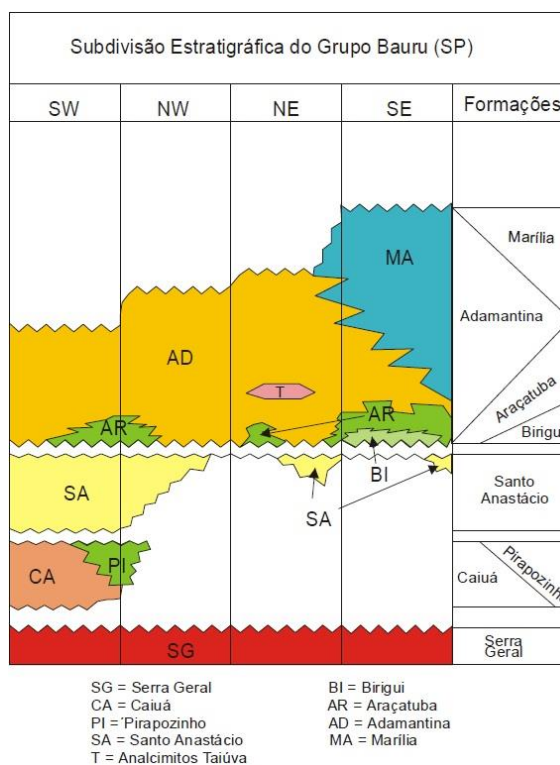 Subdivisão Estratigráfica do Grupo Bauru (SP)
SW NW NE SE Formações
Marília
MA
Adamantina
AD
T
Araçatuba
AR AR
Birigui
BI
SA SA
Santo
Anastácio
CA PI
Caiuá
Pirapozinho
SG
Serra
Geral
SG = Serra Geral
CA = Caiuá
PI = Pirapozinho
SA = Santo Anastácio
T = Analcimitos Taiúva
BI = Birigui
AR = Araçatuba
AD = Adamantina
MA = Marília